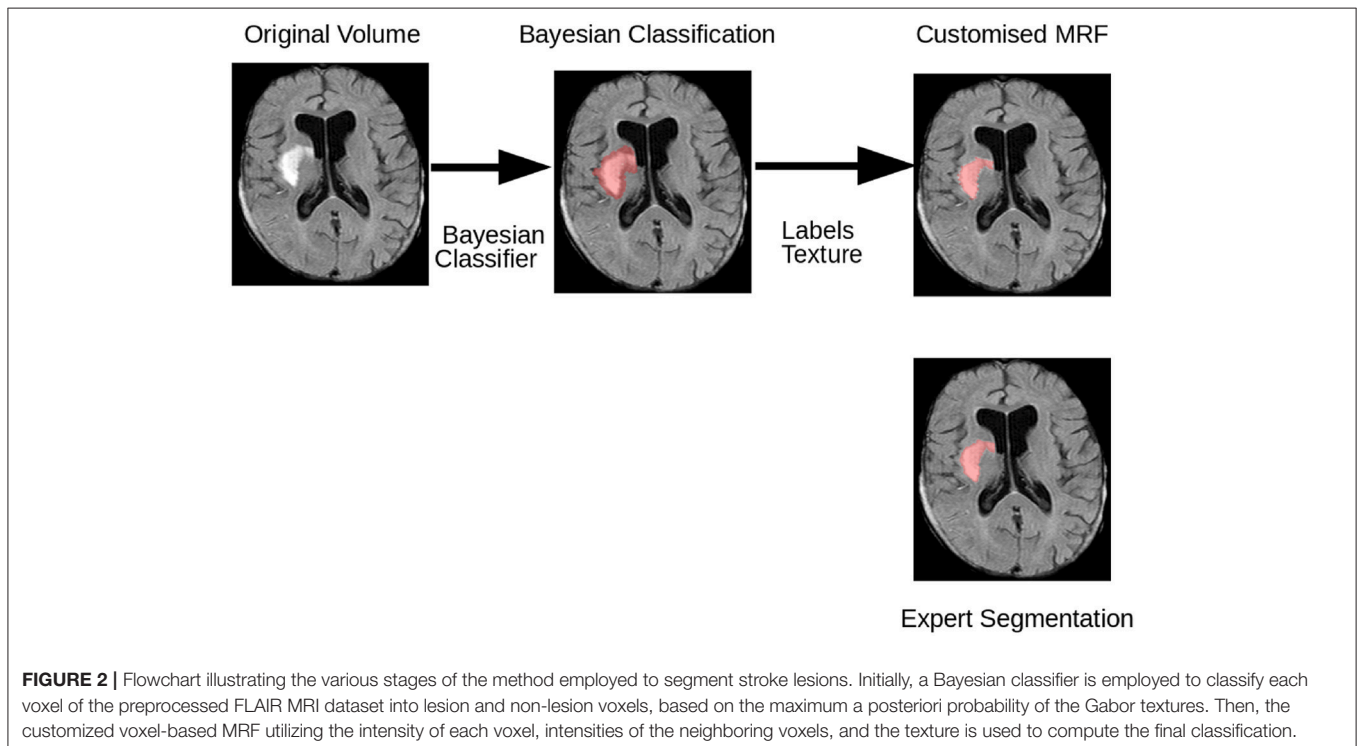 Original Volume
Bayesian Classification
Customised MRF
Bayesian
Classifier
Labels
Texture
Expert Segmentation
FIGURE 2 | Flowchart illustrating the various stages of the method employed to segment stroke lesions. Initially, a Bayesian classifier is employed to classify each
voxel of the preprocessed FLAIR MRI dataset into lesion and non-lesion voxels, based on the maximum a posteriori probability of the Gabor textures. Then, the
customized voxel-based MRF utilizing the intensity of each voxel, intensities of the neighboring voxels, and the texture is used to compute the final classification.